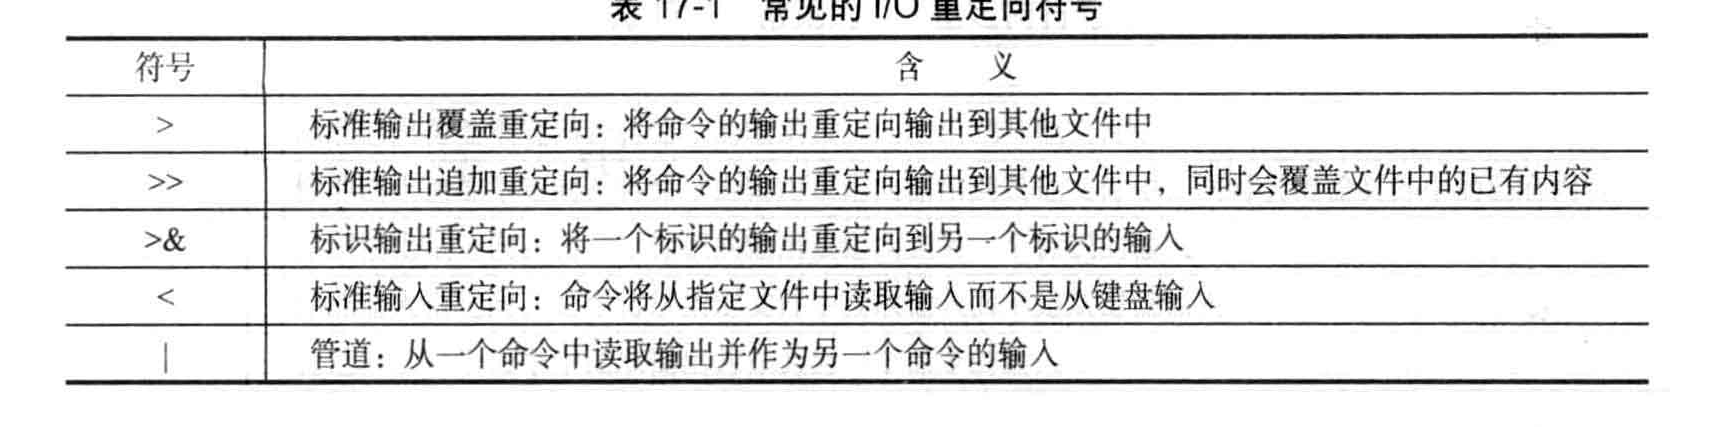 表 17-1 常见的 I/O 重定向符号
符号 含 义
> 标准输出覆盖重定向：将命令的输出重定向输出到其他文件中
>> 标准输出追加重定向：将命令的输出重定向输出到其他文件中，同时会覆盖文件中的已有内容
>& 标识输出重定向：将一个标识的输出重定向到另一个标识的输入
< 标准输入重定向：命令将从指定文件中读取输入而不是从键盘输入
| 管道：从一个命令中读取输出并作为另一个命令的输入